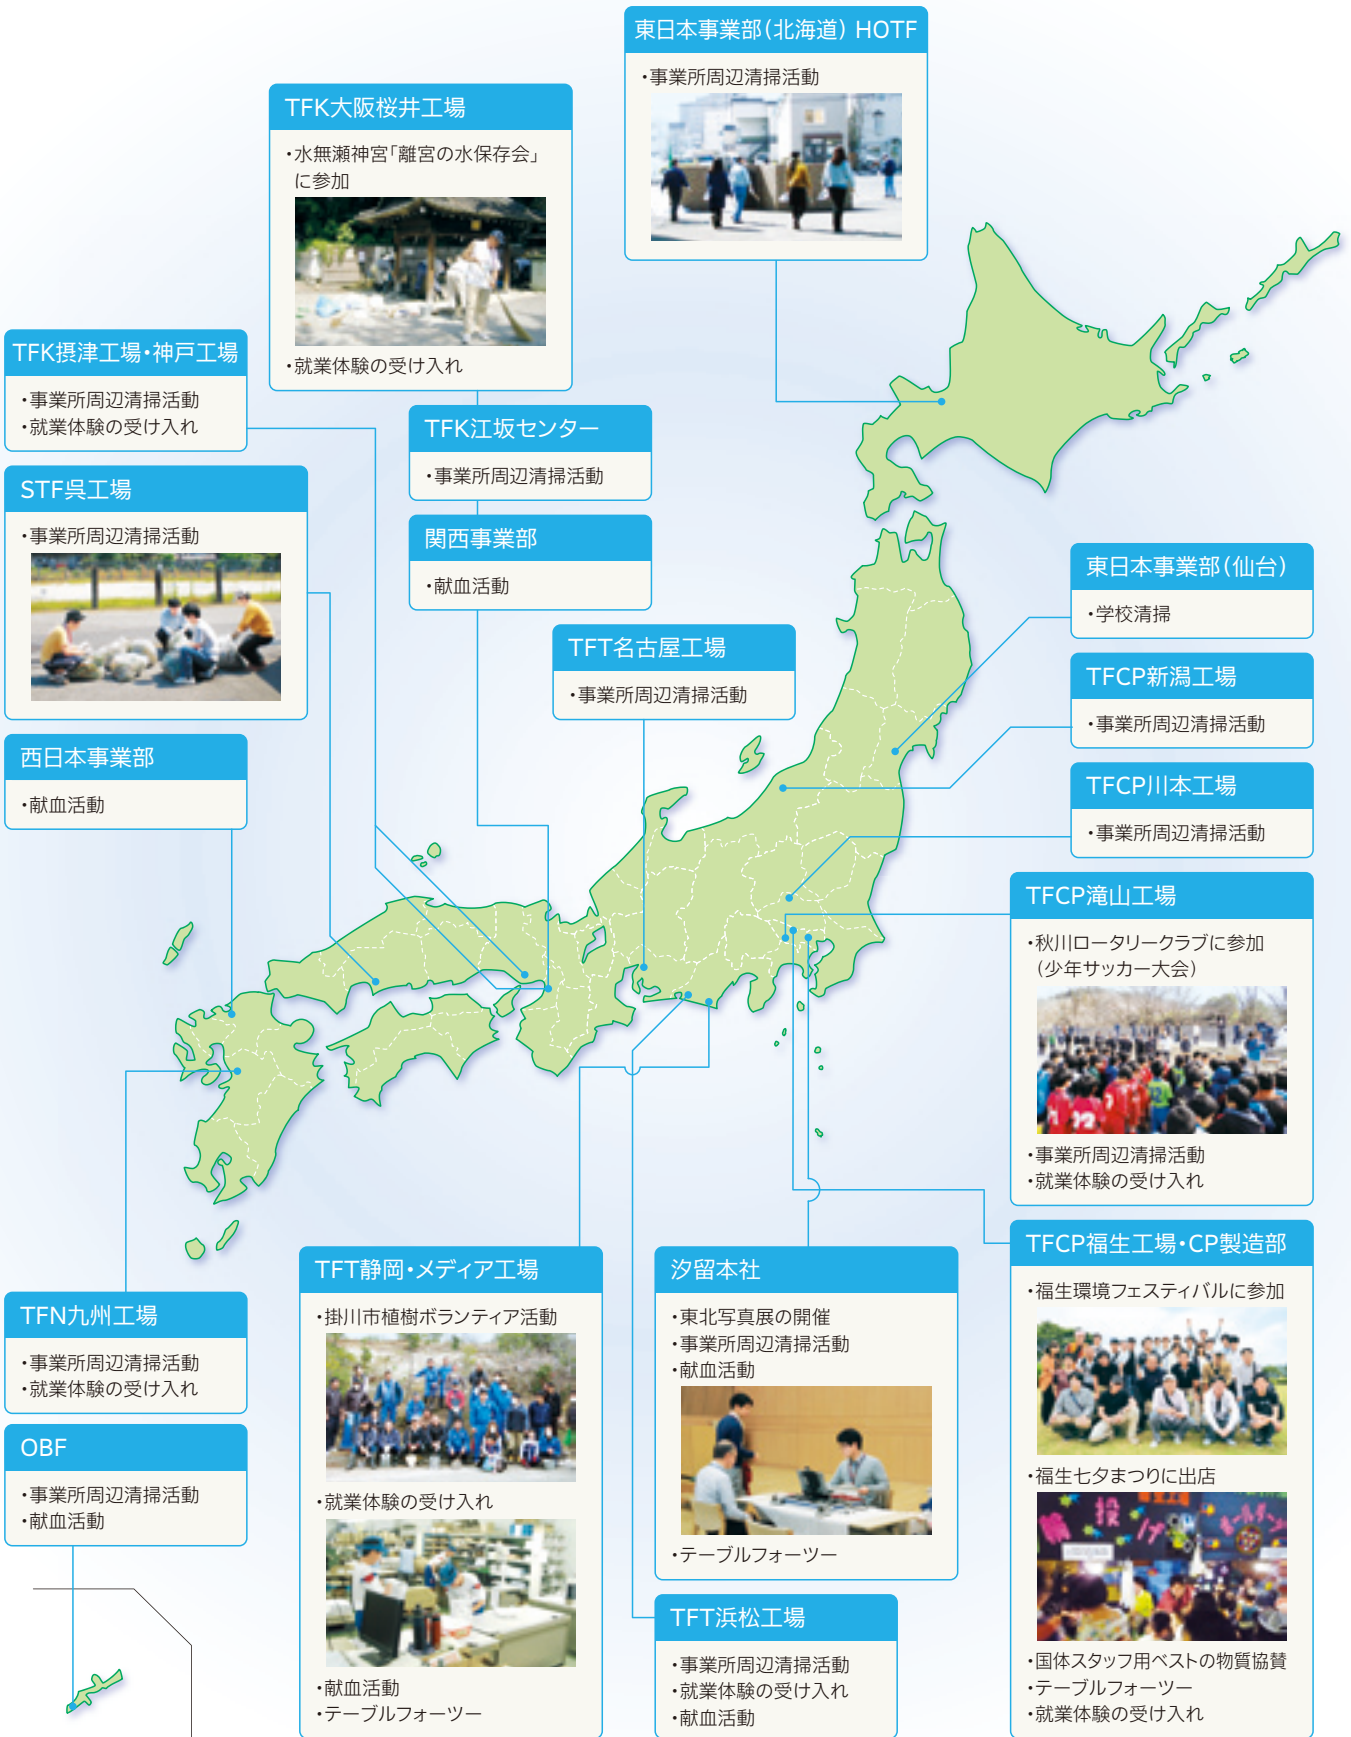 東日本事業部(北海道) HOTF
・事業所周辺清掃活動
TFK大阪桜井工場
・水無瀬神宮「離宮の水保存会」
に参加
・就業体験の受け入れ
TFK摂津工場・神戸工場
・事業所周辺清掃活動
・就業体験の受け入れ
TFK江坂センター
・事業所周辺清掃活動
STF呉工場
・事業所周辺清掃活動
関西事業部
・献血活動
東日本事業部(仙台)
・学校清掃
TFT名古屋工場
・事業所周辺清掃活動
TFCP新潟工場
・事業所周辺清掃活動
西日本事業部
・献血活動
TFCP川本工場
・事業所周辺清掃活動
TFCP滝山工場
・秋川ロータリークラブに参加
(少年サッカー大会)
・事業所周辺清掃活動
・就業体験の受け入れ
TFCP福生工場・CP製造部
・福生環境フェスティバルに参加
・福生七夕まつりに出店
・国体スタッフ用ベストの物質協賛
・テーブルフォーツー
・就業体験の受け入れ
TFT静岡・メディア工場
・掛川市植樹ボランティア活動
・就業体験の受け入れ
・献血活動
・テーブルフォーツー
汐留本社
・東北写真展の開催
・事業所周辺清掃活動
・献血活動
・テーブルフォーツー
TFN九州工場
・事業所周辺清掃活動
・就業体験の受け入れ
OBF
・事業所周辺清掃活動
・献血活動
TFT浜松工場
・事業所周辺清掃活動
・就業体験の受け入れ
・献血活動